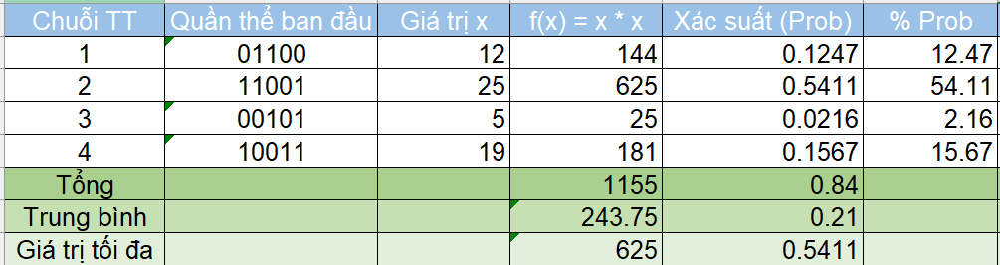 Chuỗi TT Quần thể ban đầu Giá trị x f(x) = x * x Xác suất (Prob) % Prob
1 01100 12 144 0.1247 12.47
2 11001 25 625 0.5411 54.11
3 00101 5 25 0.0216 2.16
4 10011 19 181 0.1567 15.67
Tổng 1155 0.84
Trung bình 243.75 0.21
Giá trị tối đa 625 0.5411